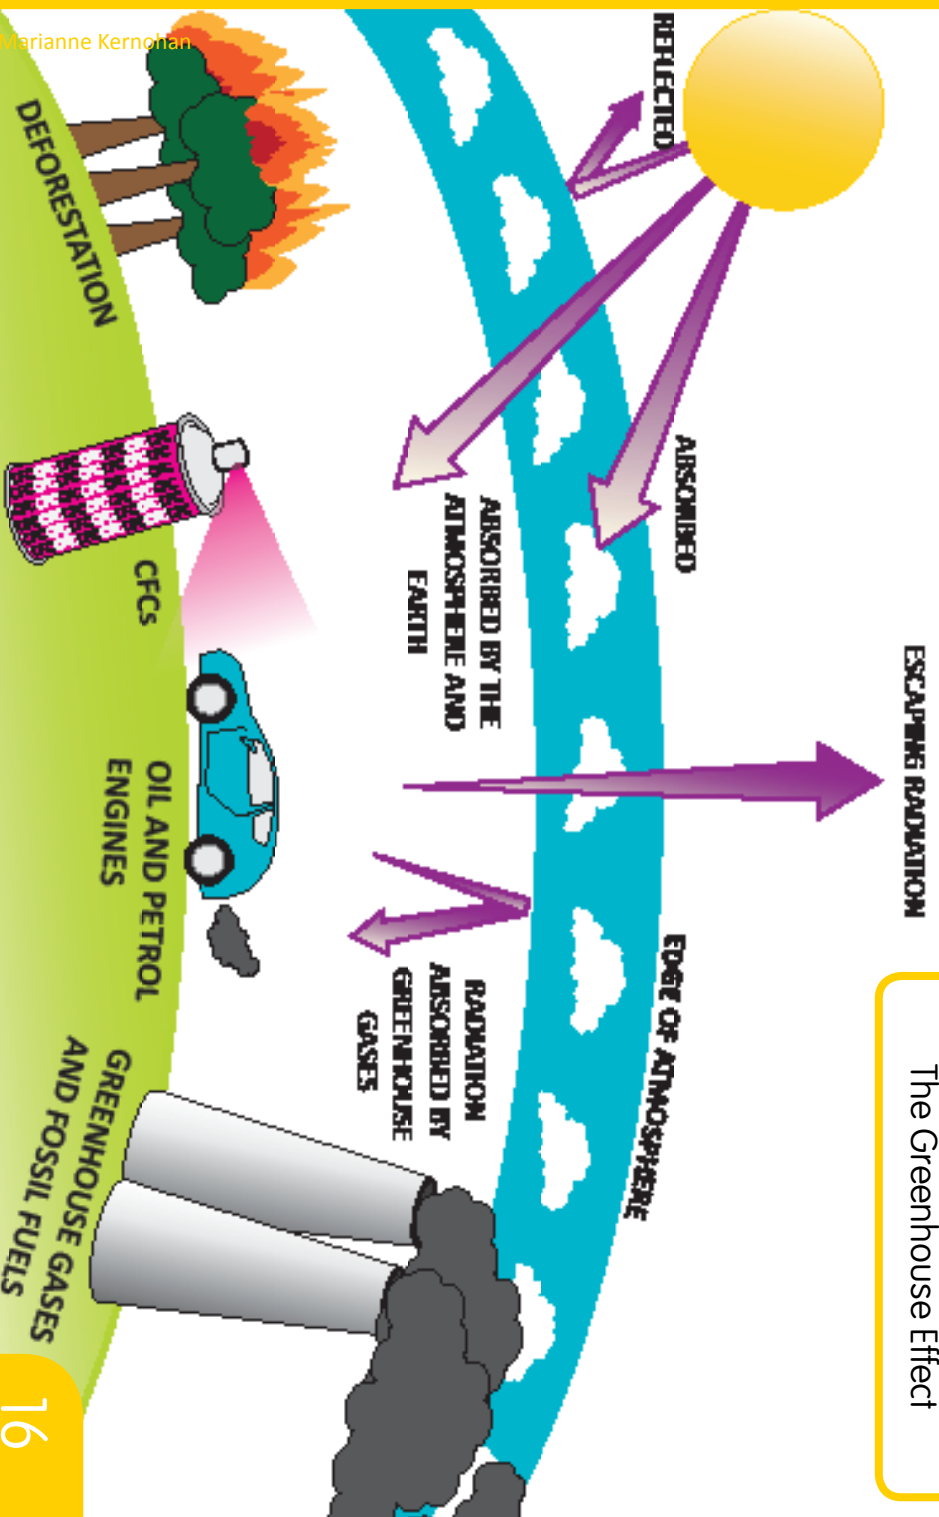 The Greenhouse Effect
ESCAPING RADIATION
EDGE OF ATMOSPHERE
REFLECTED
ABSORBED
ABSORBED BY THE
ATMOSPHERE AND
EARTH
RADIATION
ABSORBED BY
GREENHOUSE
GASES
DEFORESTATION
CFCs
OIL AND PETROL
ENGINES
GREENHOUSE GASES
AND FOSSIL FUELS
16
Marianne Kernohan